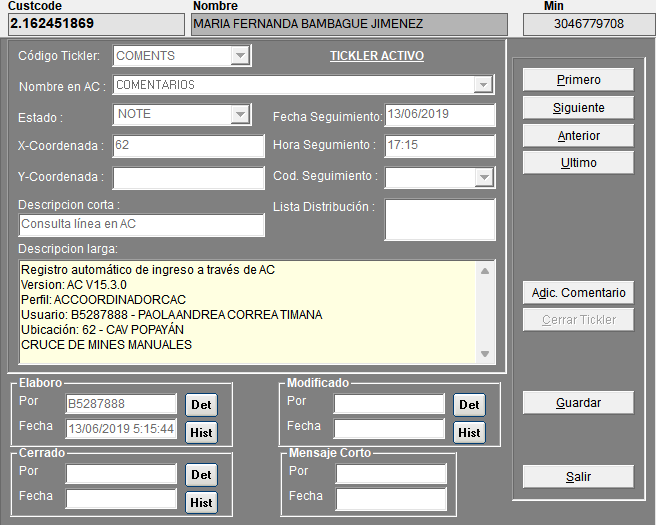 Custcode Nombre Min
2.162451869 MARIA FERNANDA BAMBAGUE JIMENEZ 3046779708
Código Tickler: COMENTS TICKLER ACTIVO
Nombre en AC : COMENTARIOS
Estado : NOTE Fecha Seguimiento: 13/06/2019
X-Coordenada : 62 Hora Segumiento : 17:15
Y-Coordenada : Cod. Seguimiento :
Descripcion corta : Lista Distribución :
Consulta línea en AC
Descripcion larga:
Registro automático de ingreso a través de AC
Version: AC V15.3.0
Perfil: ACCOORDINADORCAC
Usuario: B5287888 - PAOLA ANDREA CORREA TIMANA
Ubicación: 62 - CAV POPAYÁN
CRUCE DE MINES MANUALES
Primero
Siguiente
Anterior
Ultimo
Adic. Comentario
Cerrar Tickler
Guardar
Salir
Elaboro
Por B5287888 Det
Fecha 13/06/2019 5:15:44 Hist
Modificado
Por Det
Fecha Hist
Cerrado
Por Det
Fecha Hist
Mensaje Corto
Por
Fecha